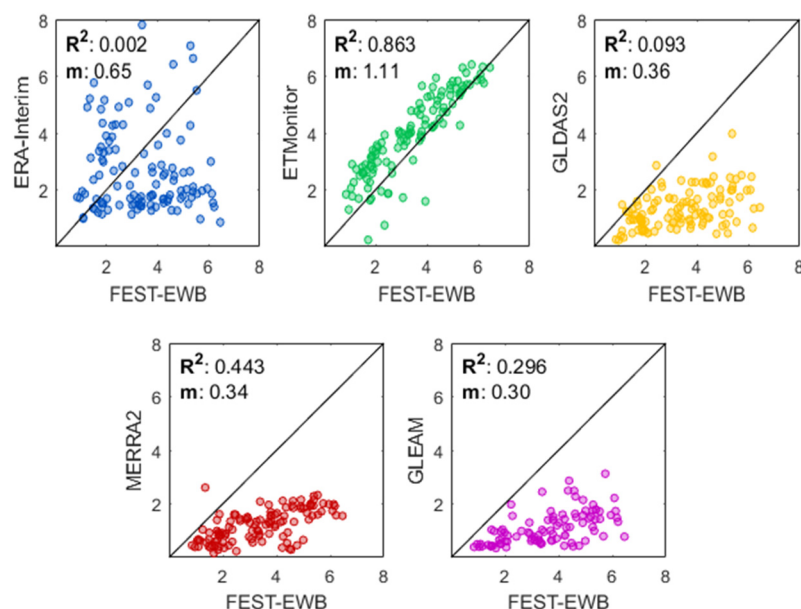 8
6
4
2
R²: 0.002
m: 0.65
ERA-Interim
2 4 6 8
FEST-EWB
8
6
4
2
R²: 0.863
m: 1.11
ETMonitor
2 4 6 8
FEST-EWB
8
6
4
2
R²: 0.093
m: 0.36
GLDAS2
2 4 6 8
FEST-EWB
8
6
4
2
R²: 0.443
m: 0.34
MERRA2
2 4 6 8
FEST-EWB
8
6
4
2
R²: 0.296
m: 0.30
GLEAM
2 4 6 8
FEST-EWB